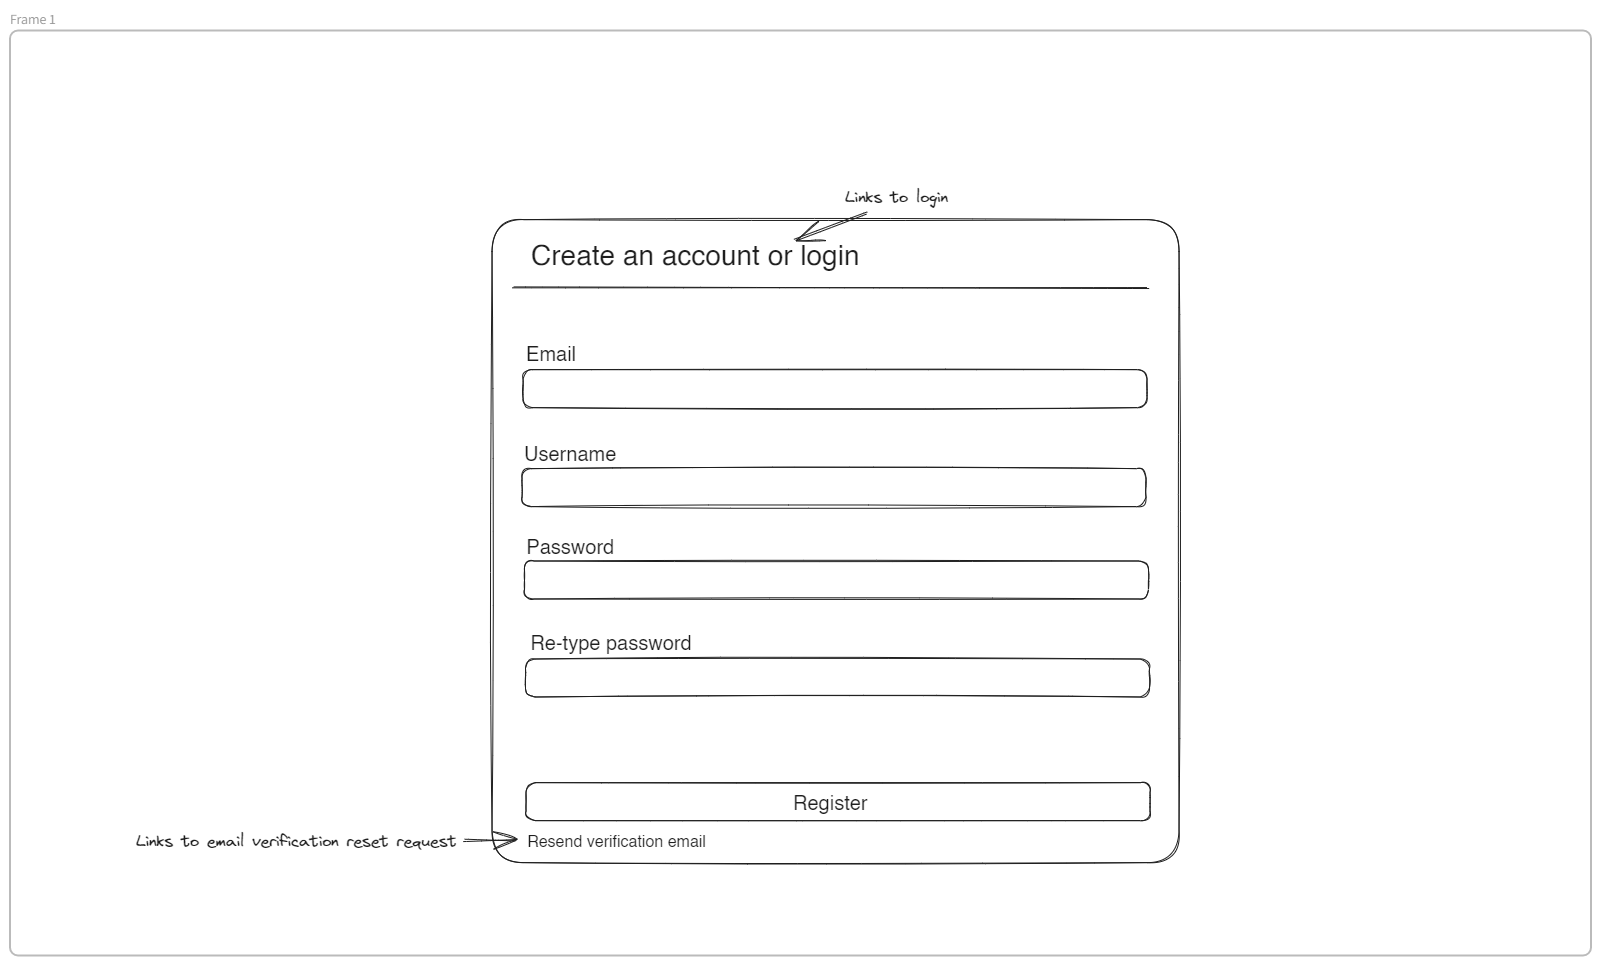 Frame 1
Links to login
Create an account or login
Email
Username
Password
Re-type password
Register
Links to email verification reset request
Resend verification email